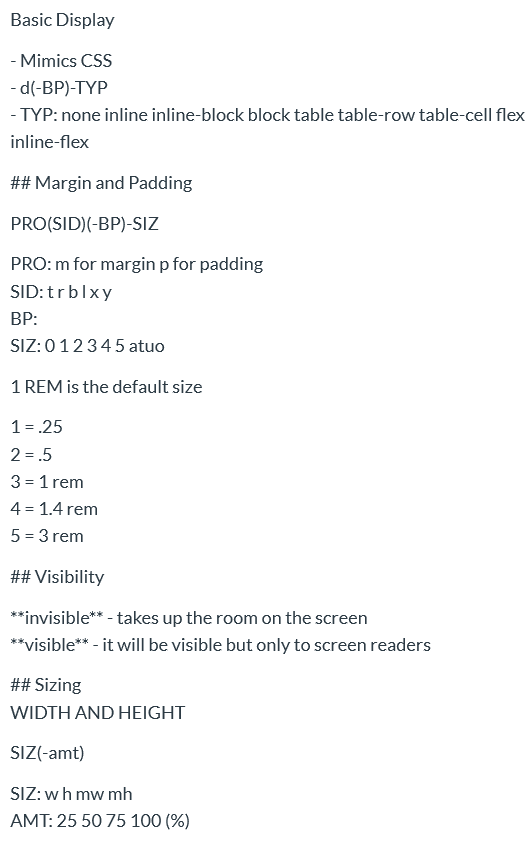 Basic Display
- Mimics CSS
- d(-BP)-TYP
- TYP: none inline inline-block block table table-row table-cell flex
inline-flex
## Margin and Padding
PRO(SID)(-BP)-SIZ
PRO: m for margin p for padding
SID: t r b l x y
BP:
SIZ: 0 1 2 3 4 5 atuo
1 REM is the default size
1 = .25
2 = .5
3 = 1 rem
4 = 1.4 rem
5 = 3 rem
## Visibility
**invisible** - takes up the room on the screen
**visible** - it will be visible but only to screen readers
## Sizing
WIDTH AND HEIGHT
SIZ(-amt)
SIZ: w h mw mh
AMT: 25 50 75 100 (%)